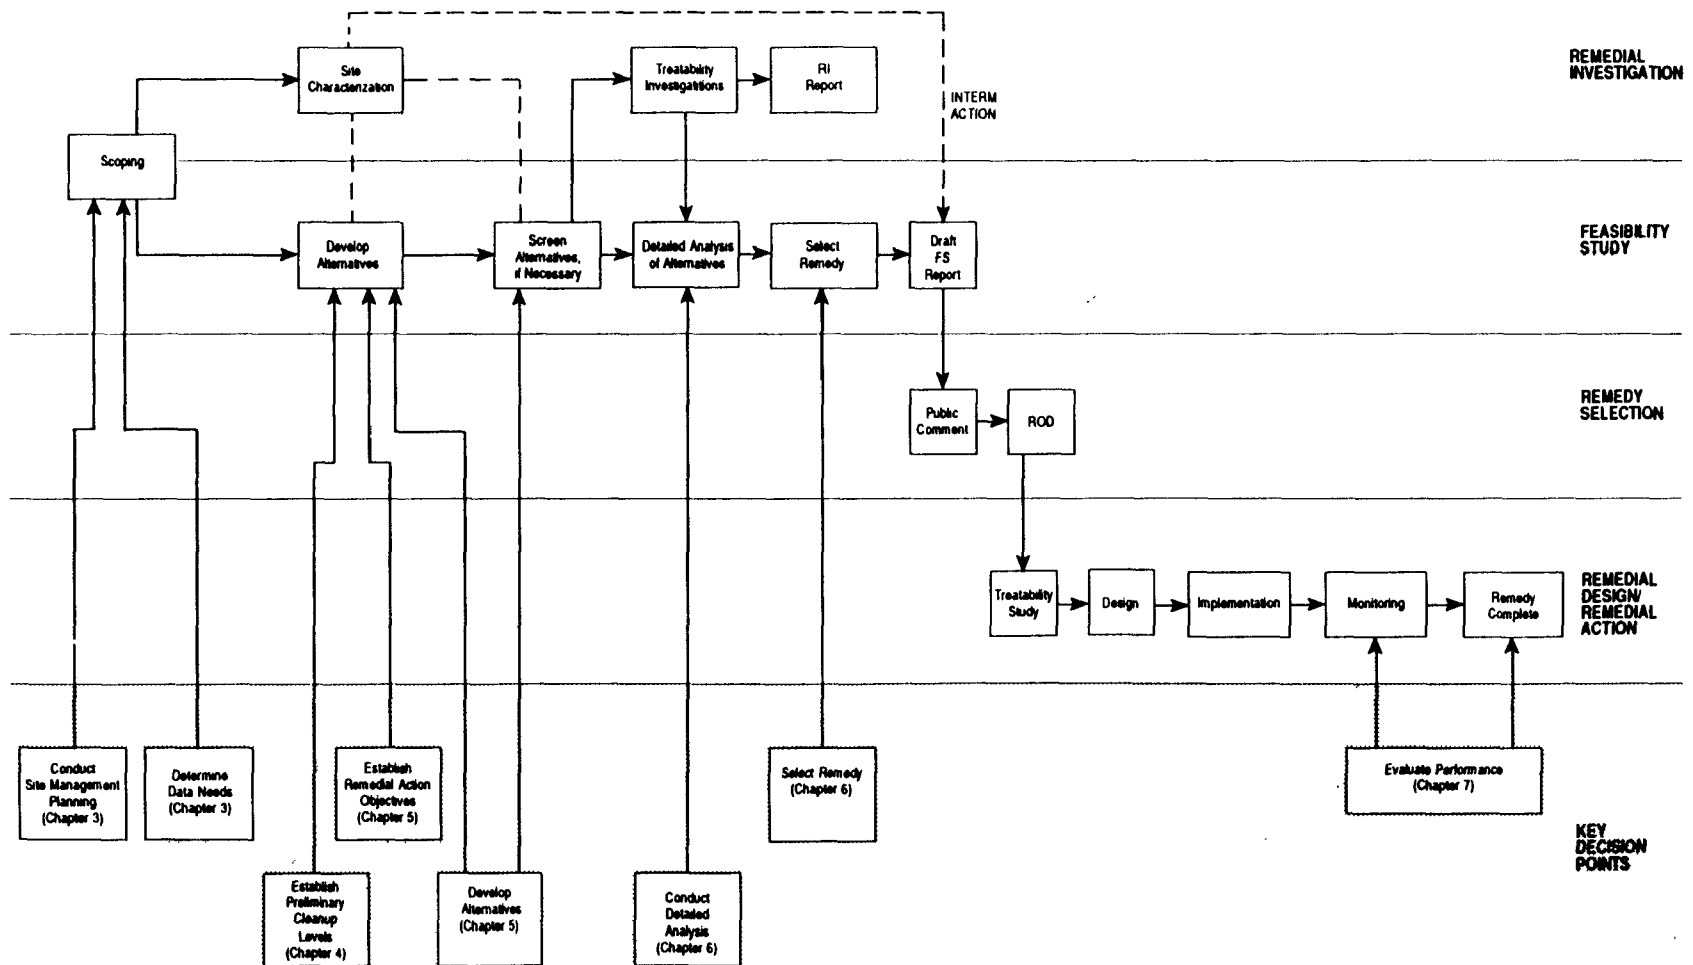 REMEDIAL
INVESTIGATION
Site
Characterization
Treatability
Investigatitions
RI
Report
INTERM
ACTION
Scoping
Develop
Alternatives
Screen
Alternatives,
if Necessary
Detailed Analysis
of Alternatives
Select
Remedy
Draft
FS
Report
FEASIBILITY
STUDY
Public
Comment
ROD
REMEDY
SELECTION
Treatability
Study
Design
Implementation
Monitoring
Remedy
Complete
REMEDIAL
DESIGN/
REMEDIAL
ACTION
Conduct
Site Management
Planning
(Chapter 3)
Determine
Data Needs
(Chapter 3)
Establish
Remedial Action
Objectives
(Chapter 5)
Select Remedy
(Chapter 6)
Evaluate Performance
(Chapter 7)
Establish
Preliminary
Cleanup
Levels
(Chapter 4)
Develop
Alternatives
(Chapter 5)
Conduct
Detailed
Analysis
(Chapter 6)
KEY
DECISION
POINTS